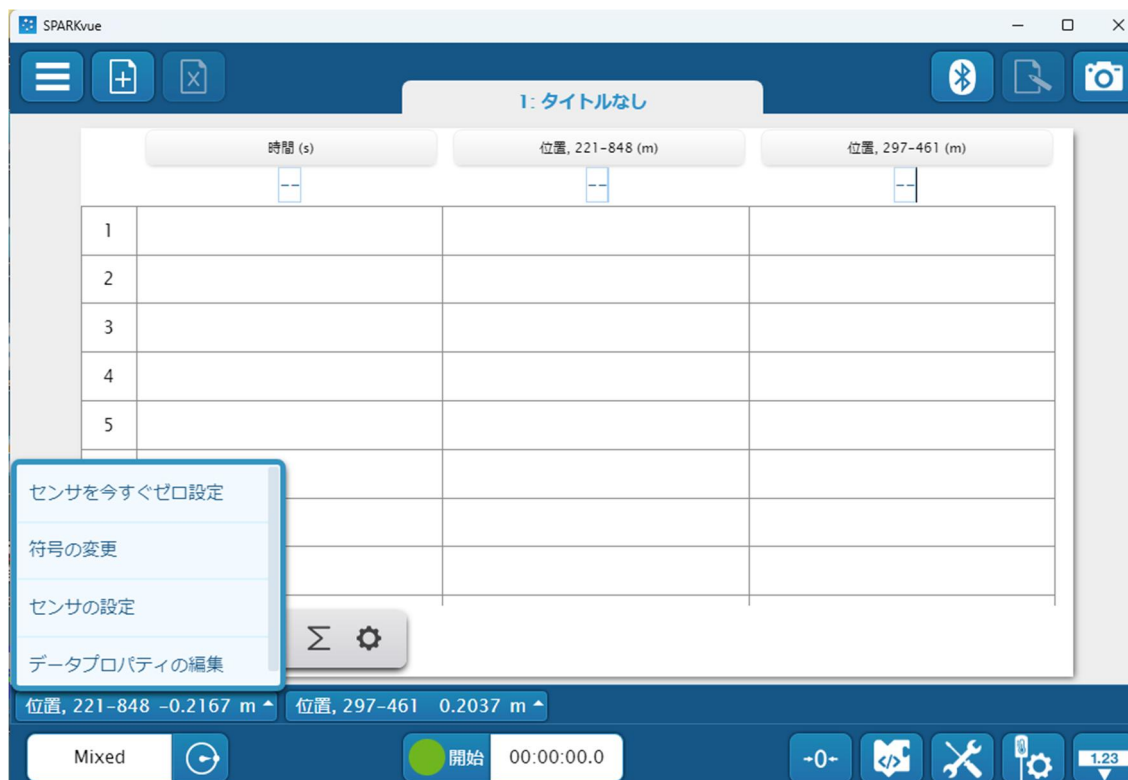 SPARKvue
1: タイトルなし
時間 (s)
位置, 221-848 (m)
位置, 297-461 (m)
--
--
--
1
2
3
4
5
センサを今すぐゼロ設定
符号の変更
センサの設定
データプロパティの編集
Σ
位置, 221-848 -0.2167 m
位置, 297-461 0.2037 m
Mixed
開始
00:00:00.0
-0-
</>
1.23